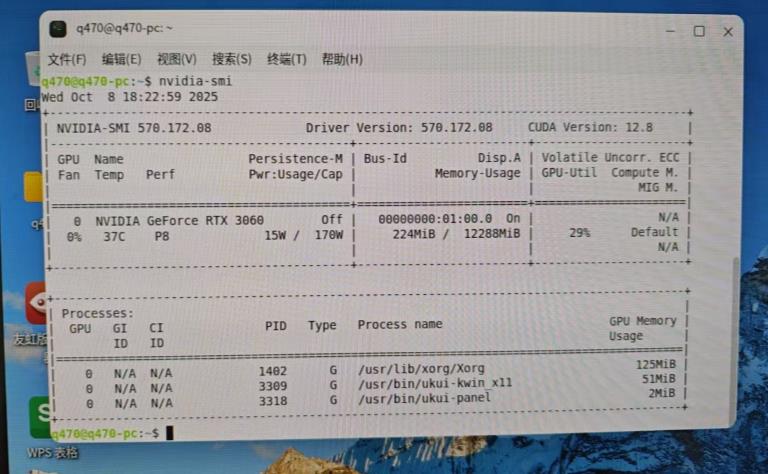 q470@q470-pc: ~
文件(F) 编辑(E) 视图(V) 搜索(S) 终端(T) 帮助(H)
q470@q470-pc:~$ nvidia-smi
Wed Oct  8 18:22:59 2025
NVIDIA-SMI 570.172.08 Driver Version: 570.172.08 CUDA Version: 12.8
GPU Name Persistence-M | Bus-Id Disp.A | Volatile Uncorr. ECC
Fan Temp Perf Pwr:Usage/Cap | Memory-Usage | GPU-Util Compute M.
MIG M.
0 NVIDIA GeForce RTX 3060 Off | 00000000:01:00.0 On | N/A
0% 37C P8 15W / 170W | 224MiB / 12288MiB | 29% Default
N/A
Processes:
GPU GI CI PID Type Process name GPU Memory
ID ID Usage
0 N/A N/A 1402 G /usr/lib/xorg/Xorg 125MiB
0 N/A N/A 3309 G /usr/bin/ukui-kwin_x11 51MiB
0 N/A N/A 3318 G /usr/bin/ukui-panel 2MiB
q470@q470-pc:~$
回
q4
友虹
S
WPS 表格